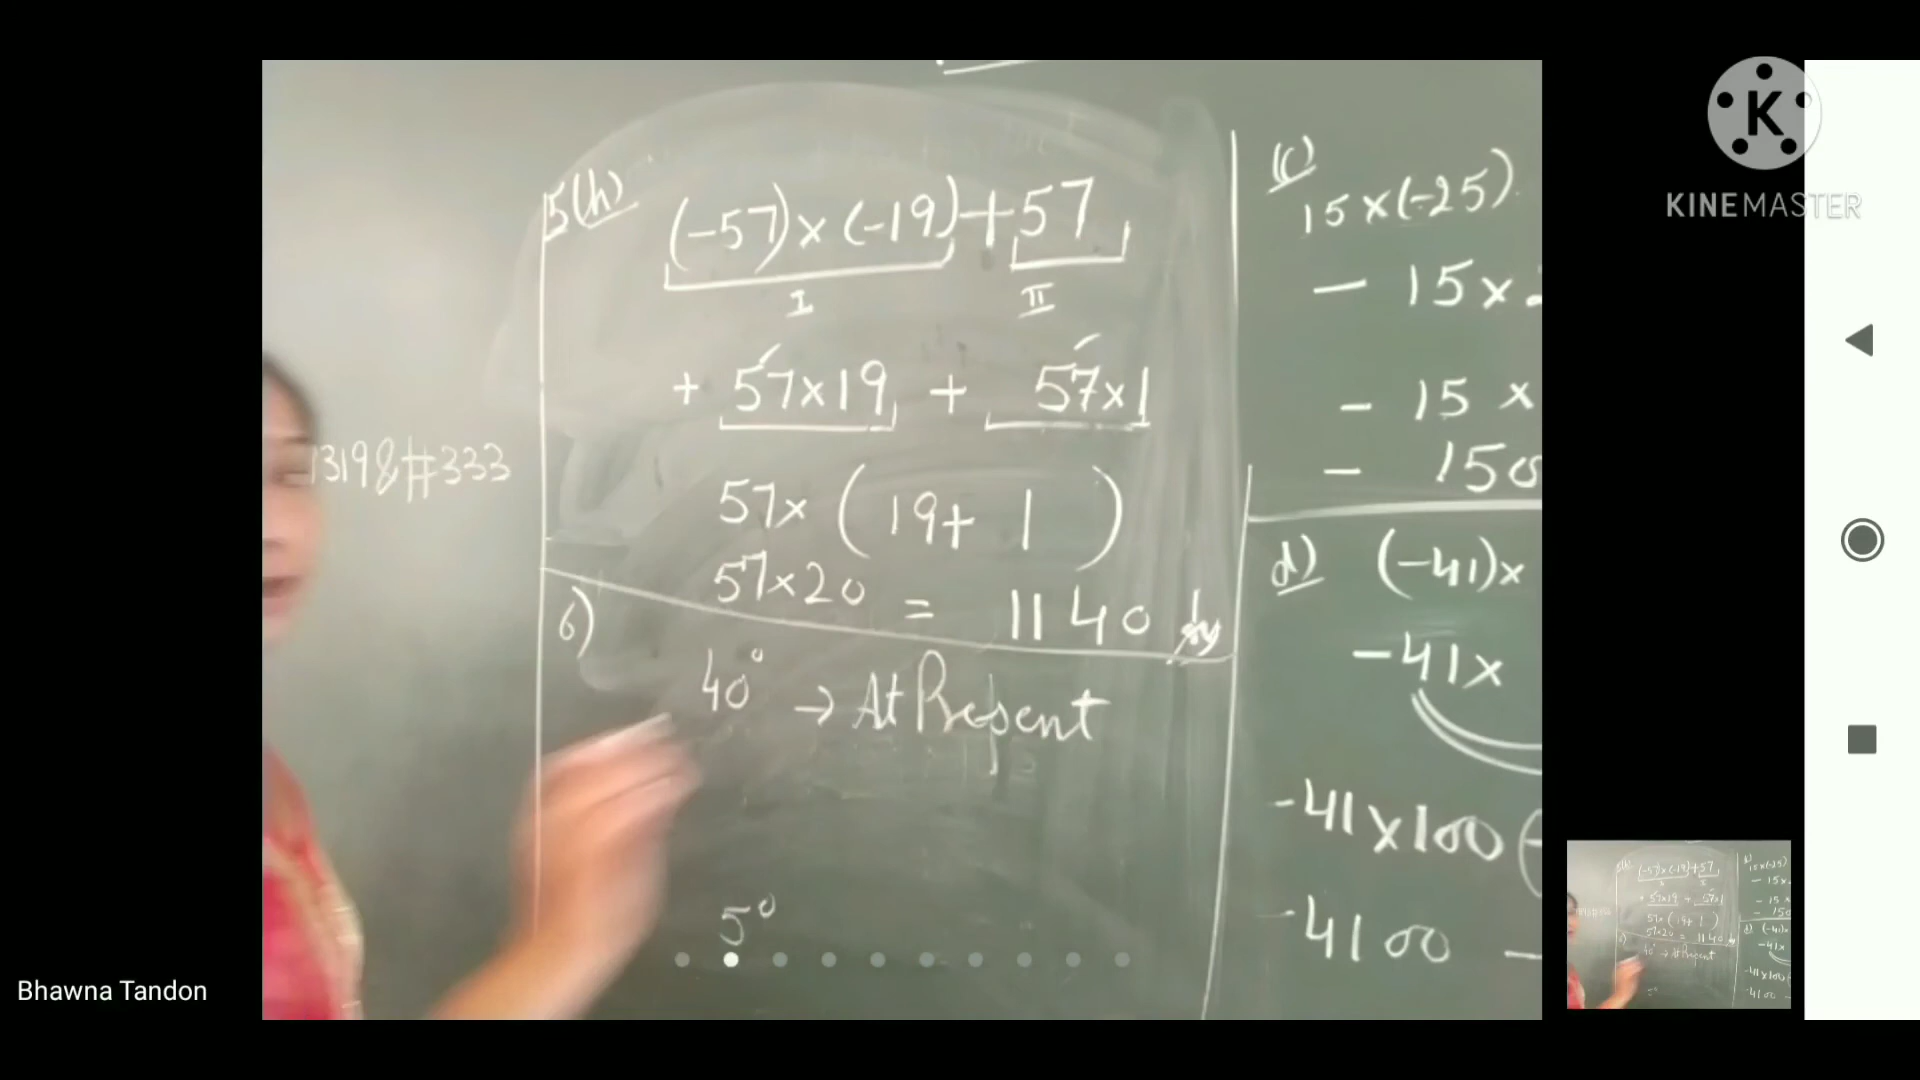 5(h)
(-57)×(-19)+57
I II
+ 57×19 + 57×1
57×(19+1)
57×20 = 1140
6)
40° → At Present
5°
13198#333
(c)
15×(-25)
- 15×
- 15×
- 150
d) (-41)×
-41×
-41×100
-4100 -
K
KINEMASTER
Bhawna Tandon